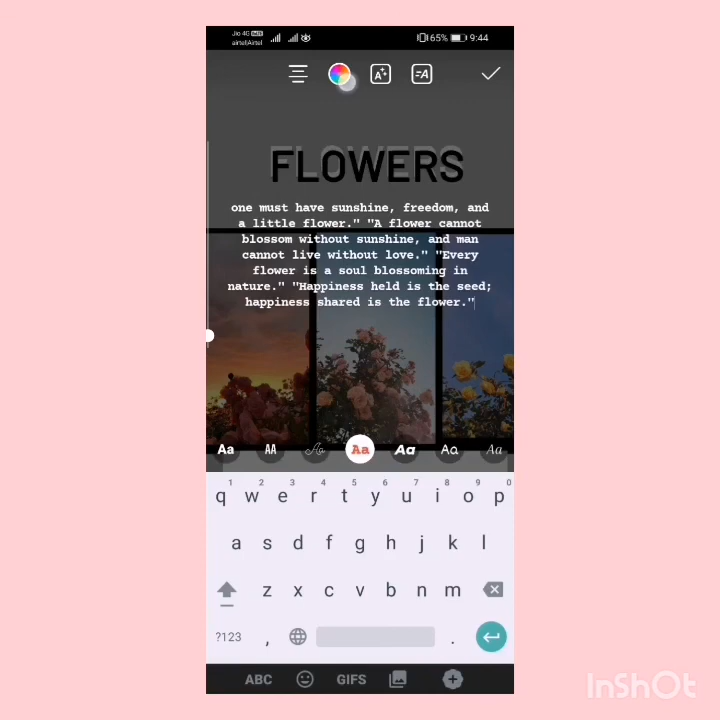 Jio 4G VoLTE
airtel|Airtel
65% 9:44
FLOWERS
one must have sunshine, freedom, and
a little flower." "A flower cannot
blossom without sunshine, and man
cannot live without love." "Every
flower is a soul blossoming in
nature." "Happiness held is the seed;
happiness shared is the flower."
Aa AA Aa Aa Aa Aa Aa
1 2 3 4 5 6 7 8 9 0
q w e r t y u i o p
a s d f g h j k l
z x c v b n m
?123 , .
ABC GIFS
InShOt